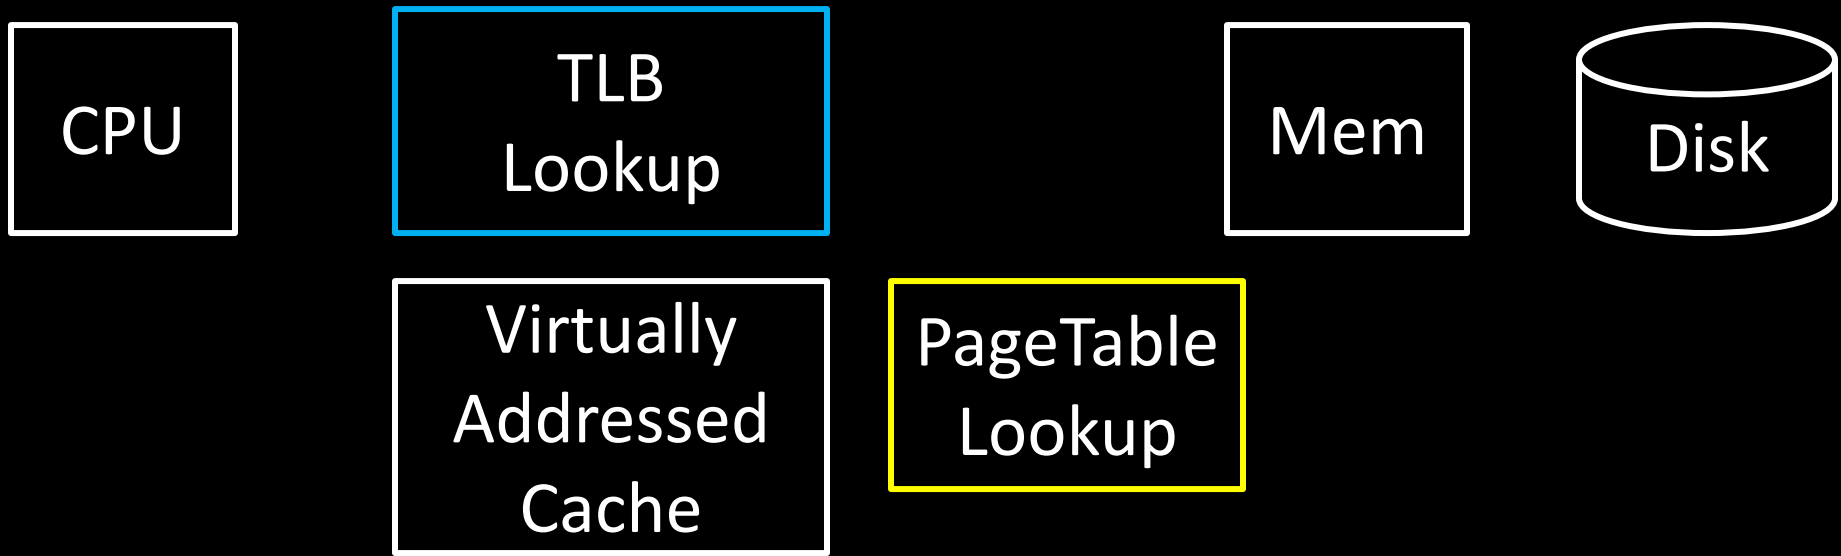 CPU
TLB
Lookup
Mem
Disk
Virtually
Addressed
Cache
PageTable
Lookup